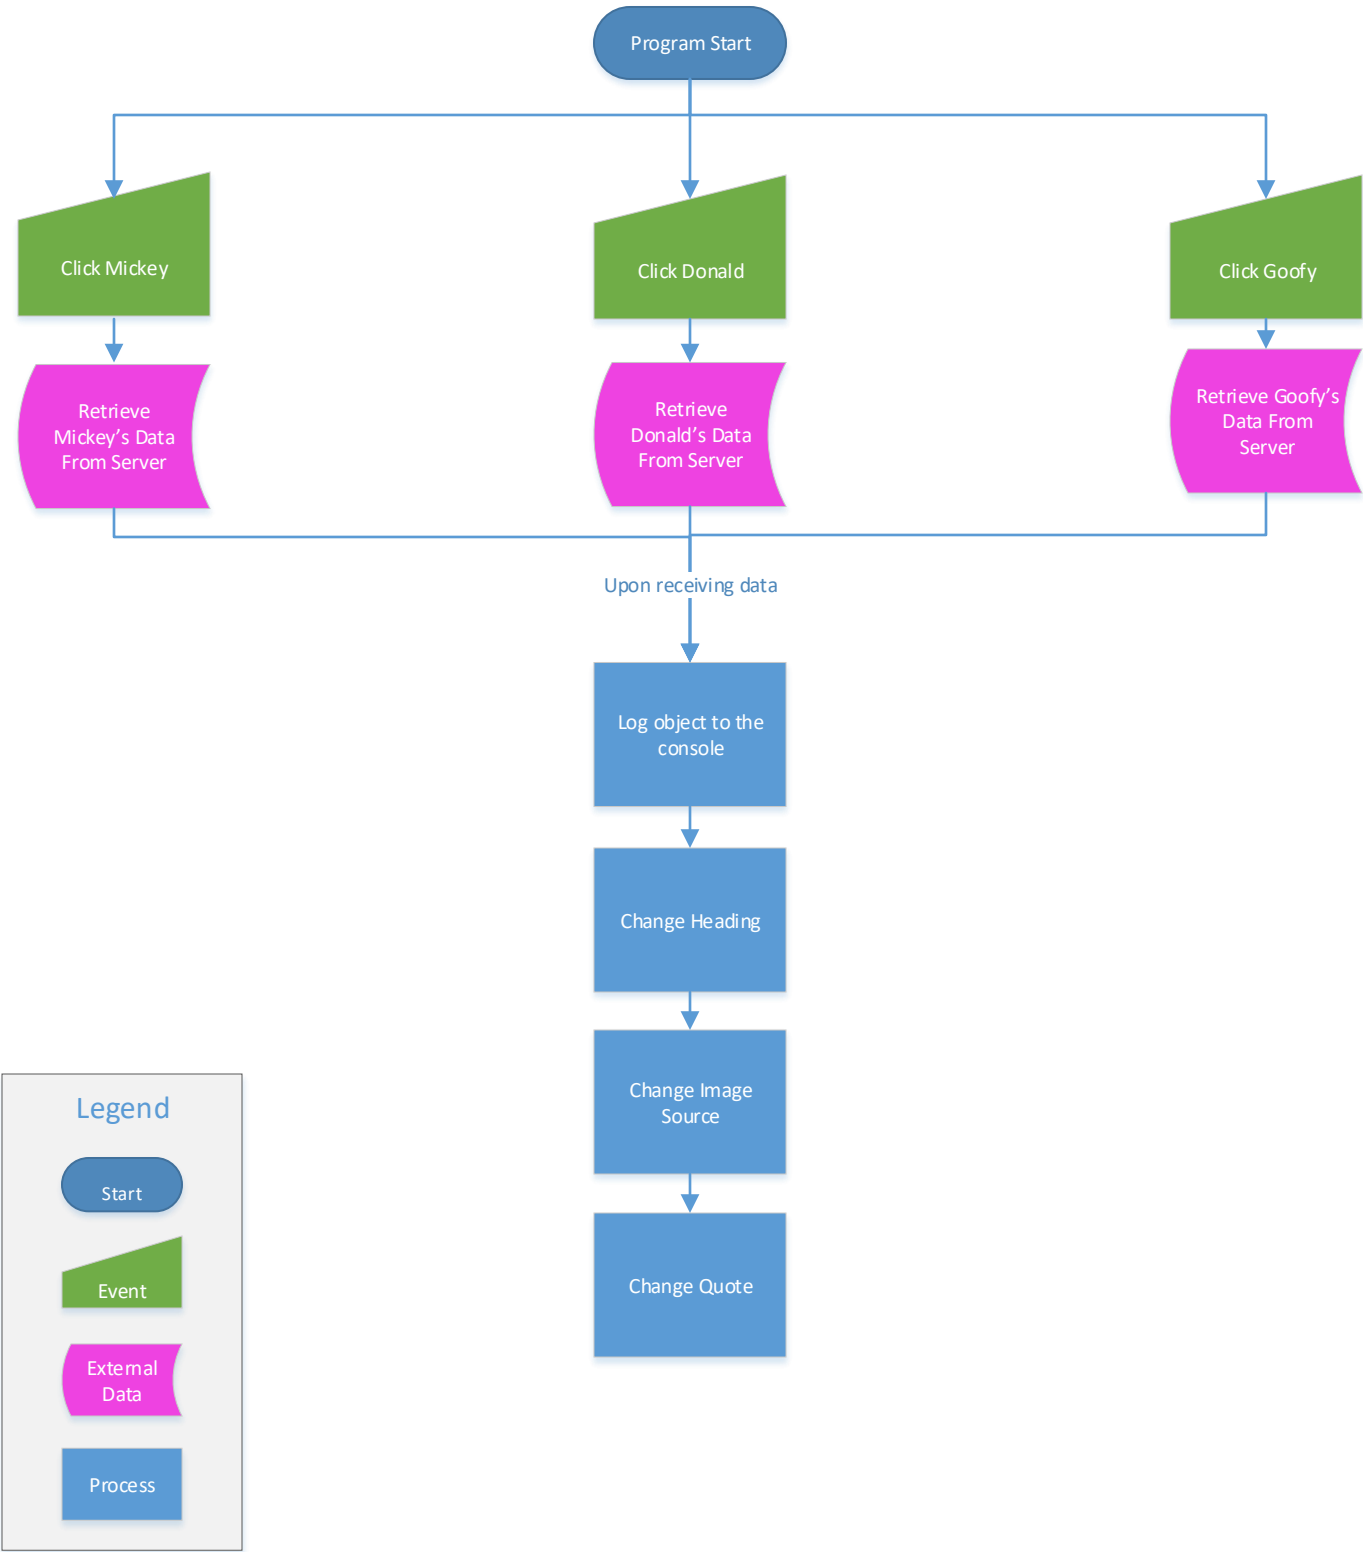 Program Start
Click Mickey
Click Donald
Click Goofy
Retrieve
Mickey’s Data
From Server
Retrieve
Donald’s Data
From Server
Retrieve Goofy’s
Data From
Server
Upon receiving data
Log object to the
console
Change Heading
Change Image
Source
Change Quote
Legend
Start
Event
External
Data
Process